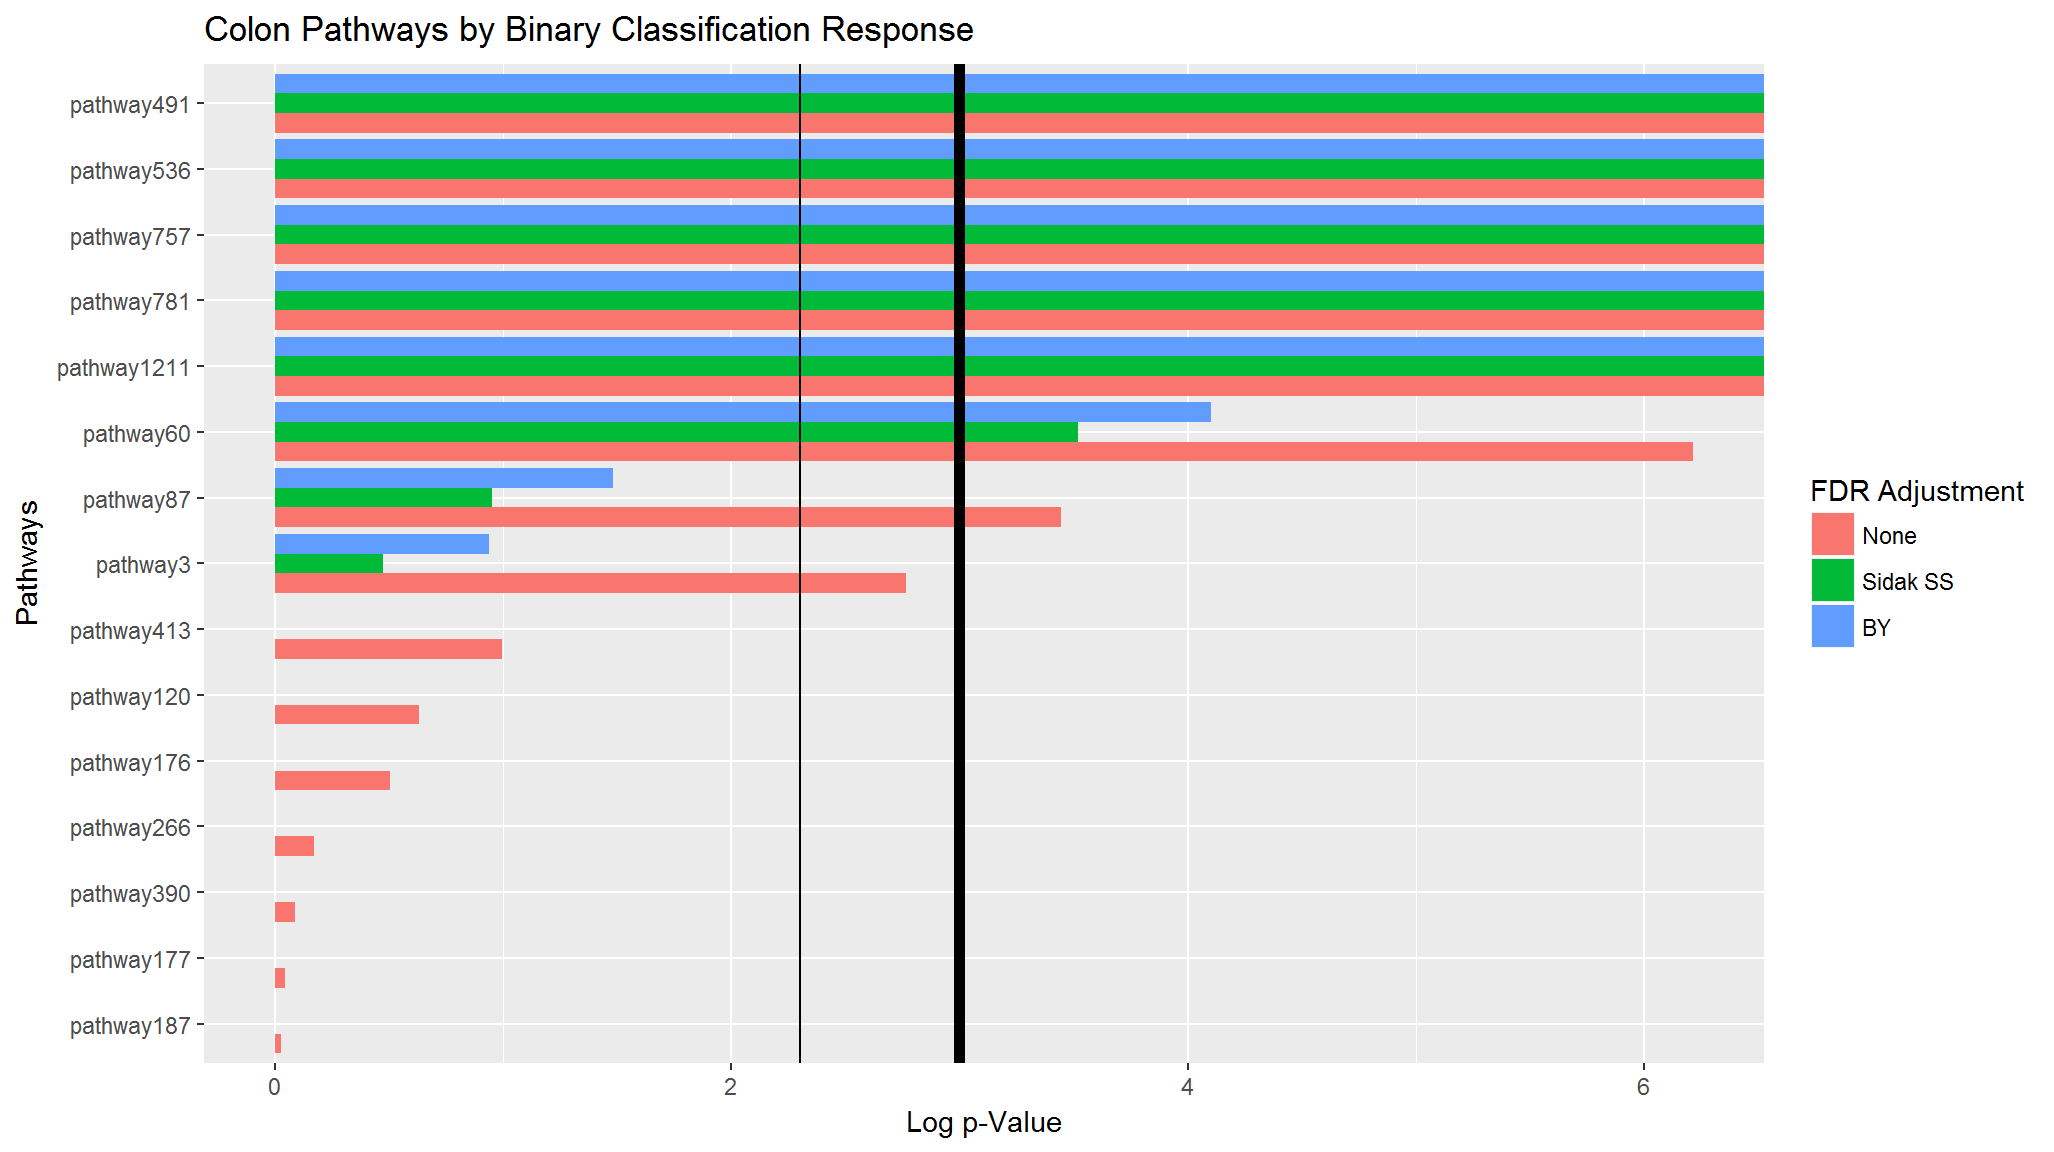 Colon Pathways by Binary Classification Response
pathway491
pathway536
pathway757
pathway781
pathway1211
pathway60
pathway87
pathway3
pathway413
pathway120
pathway176
pathway266
pathway390
pathway177
pathway187
Pathways
0 2 4 6
Log p-Value
FDR Adjustment
None
Sidak SS
BY